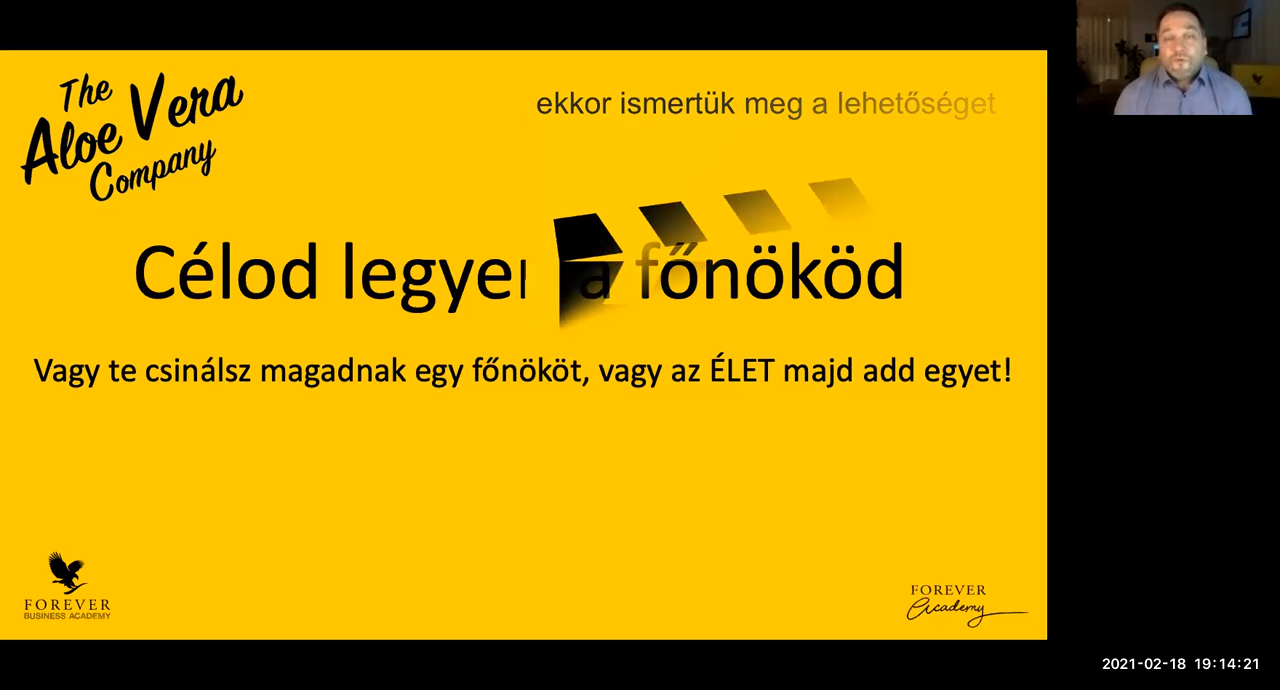 The
Aloe Vera
Company
ekkor ismertük meg a lehetőséget
Célod legyen a főnököd
Vagy te csinálsz magadnak egy főnököt, vagy az ÉLET majd add egyet!
FOREVER
BUSINESS ACADEMY
FOREVER
Academy
2021-02-18 19:14:21